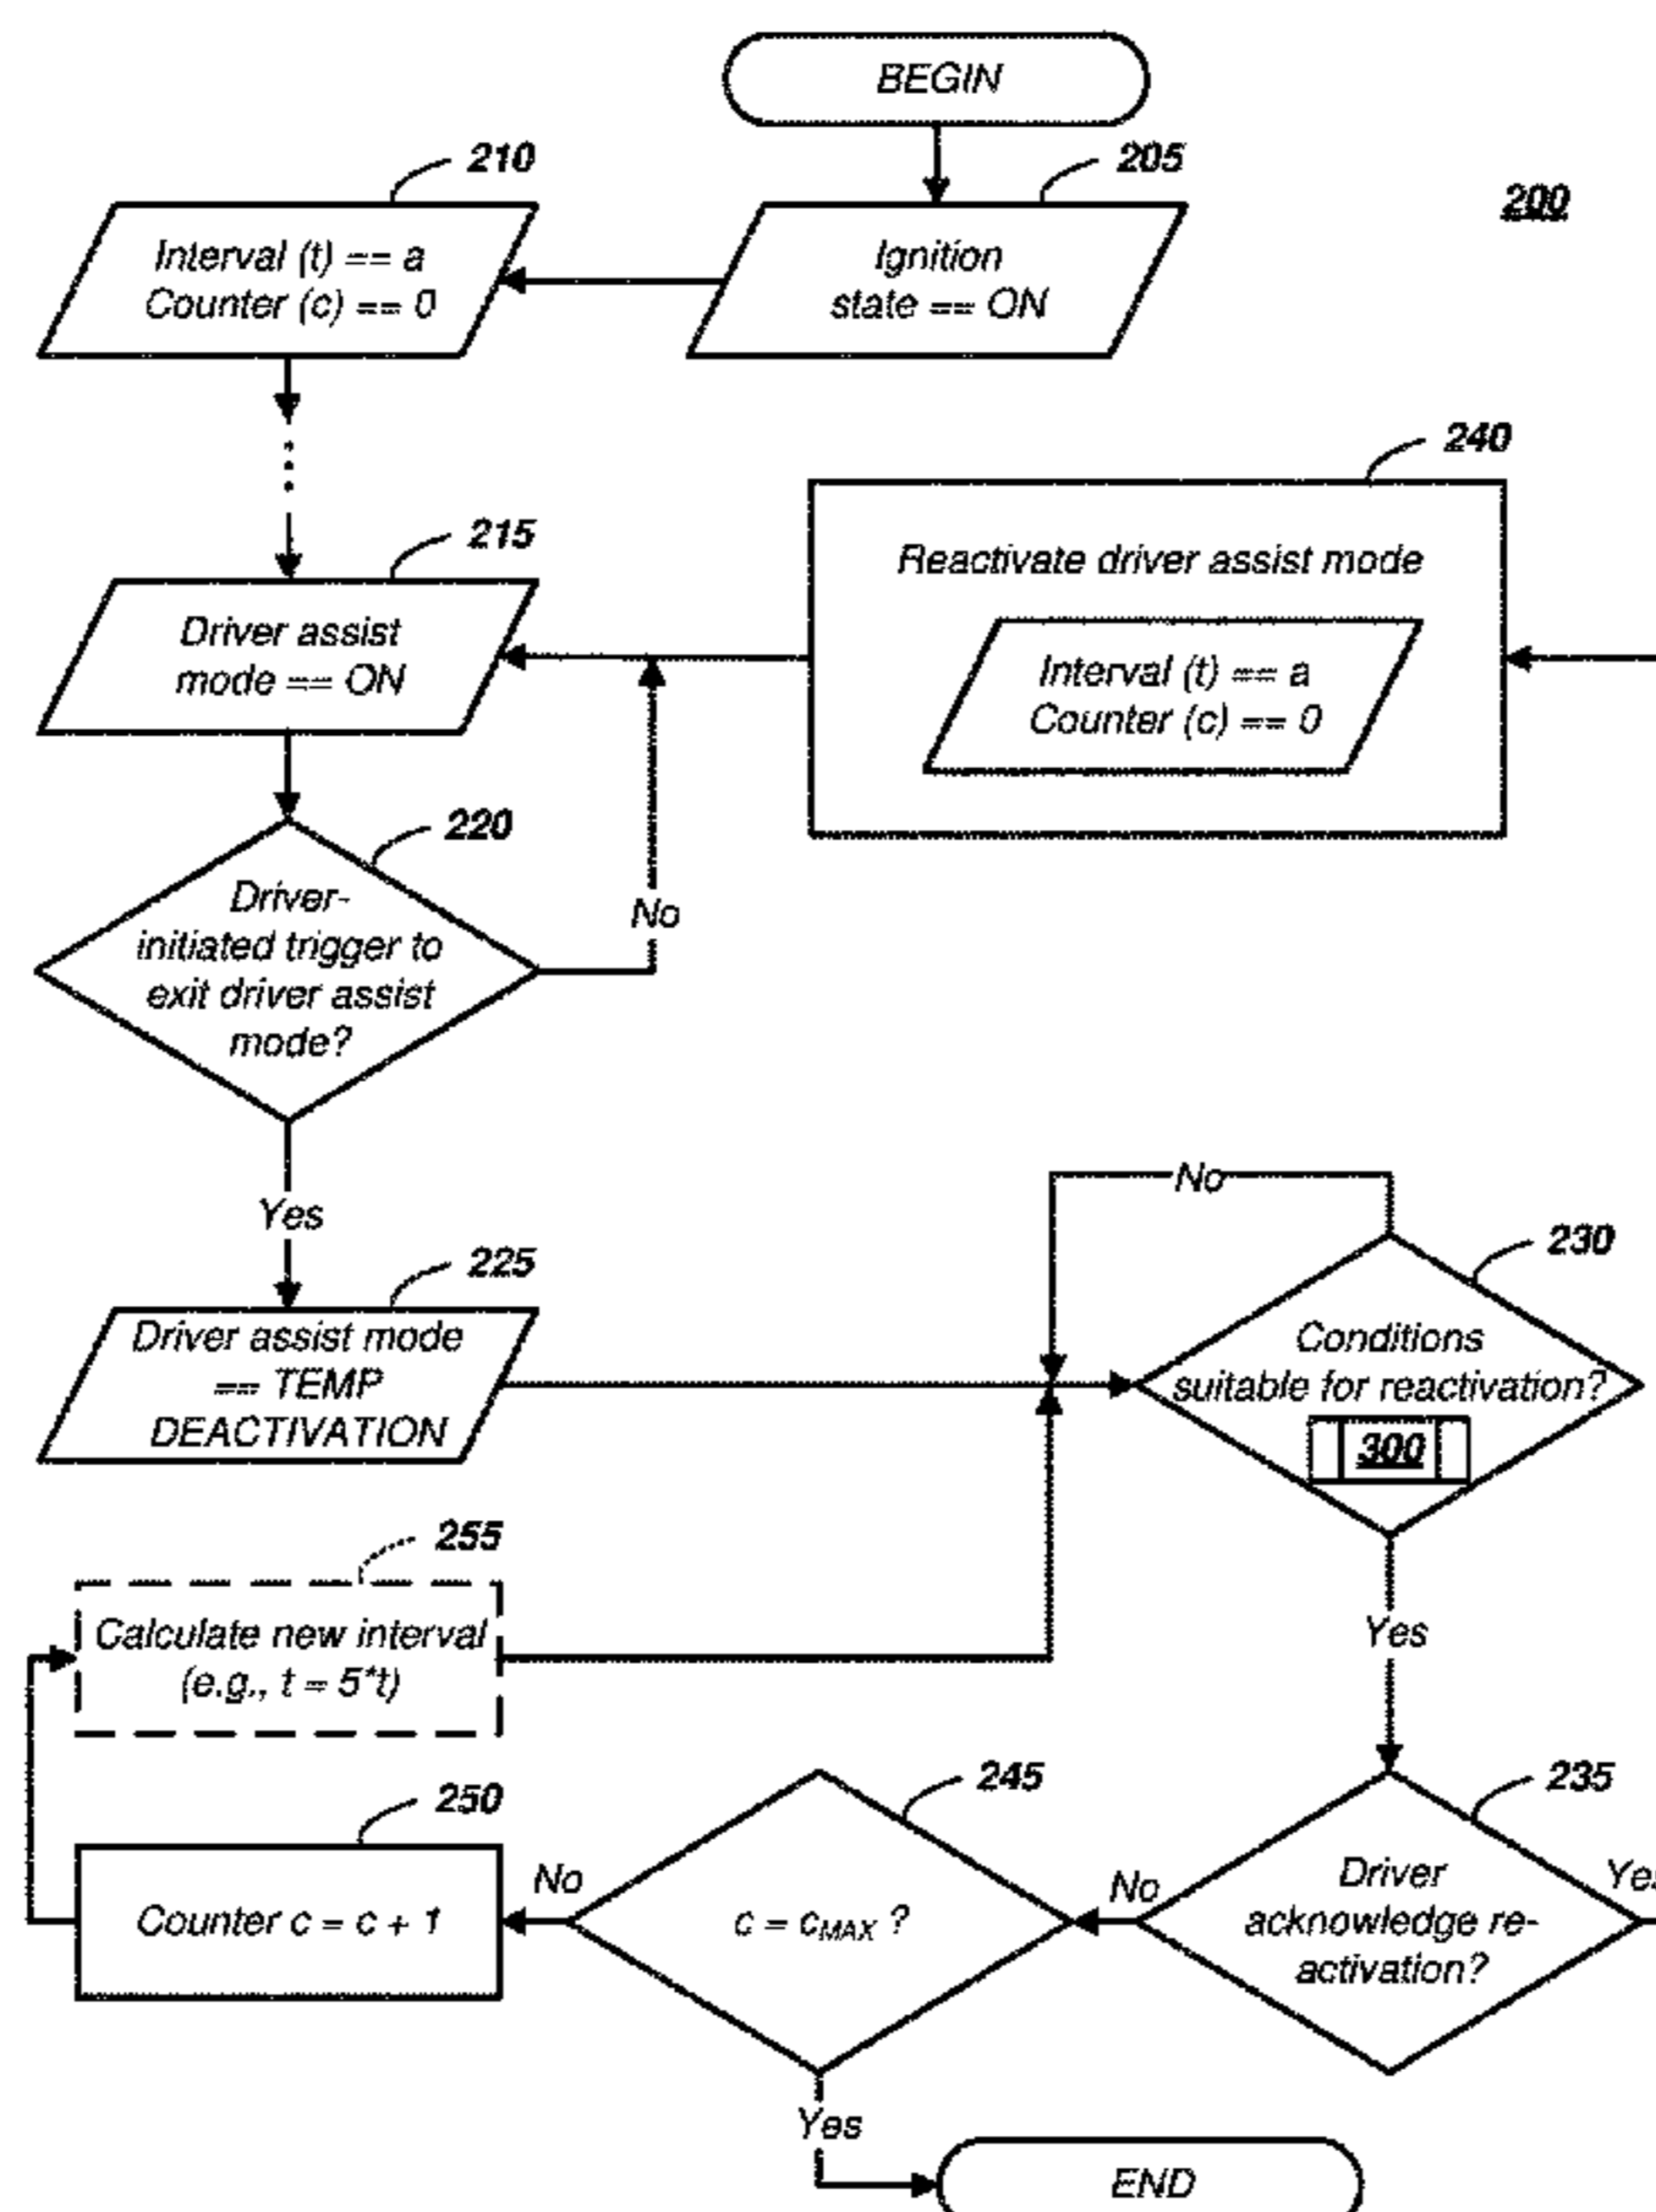 BEGIN
205
200
Ignition
state == ON
210
Interval (t) == a
Counter (c) == 0
215
Driver assist
mode == ON
240
Reactivate driver assist mode
Interval (t) == a
Counter (c) == 0
220
Driver-
initiated trigger to
exit driver assist
mode?
No
Yes
225
Driver assist mode
== TEMP
DEACTIVATION
No
230
Conditions
suitable for reactivation?
300
Yes
255
Calculate new interval
(e.g., t = 5*t)
235
Driver
acknowledge re-
activation?
Yes
No
245
c = cMAX ?
No
250
Counter c = c + 1
Yes
END